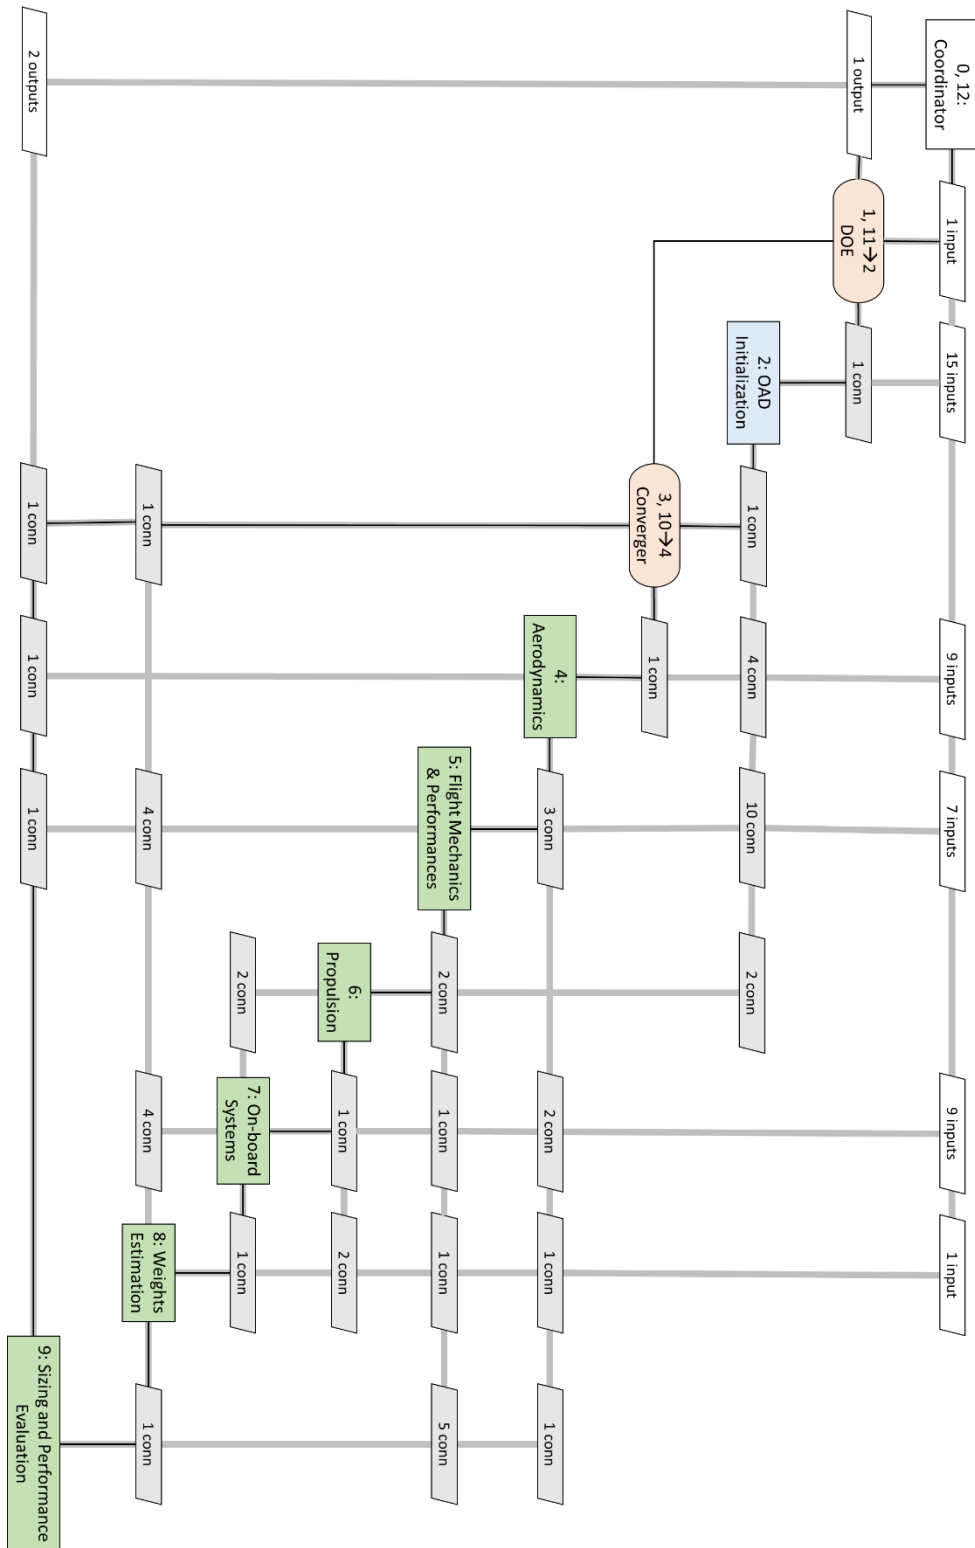 0, 12:
Coordinator
1 input
15 inputs
9 inputs
7 inputs
9 inputs
1 input
1 output
1, 11→2
DOE
1 conn
2: OAD
Initialization
1 conn
4 conn
10 conn
2 conn
3, 10→4
Converger
1 conn
4:
Aerodynamics
3 conn
2 conn
1 conn
1 conn
5: Flight Mechanics
& Performances
2 conn
1 conn
1 conn
5 conn
6:
Propulsion
1 conn
2 conn
2 conn
7: On-board
Systems
1 conn
1 conn
4 conn
4 conn
8: Weights
Estimation
1 conn
2 outputs
1 conn
1 conn
1 conn
9: Sizing and Performance
Evaluation